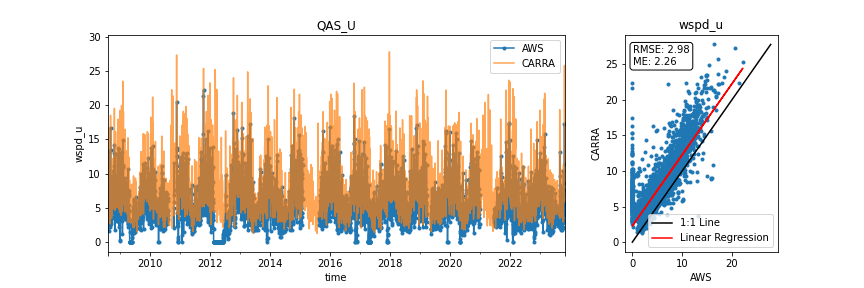 QAS_U
wspd_u
30
25
20
15
10
5
0
2010
2012
2014
2016
2018
2020
2022
time
AWS
CARRA
wspd_u
CARRA
25
20
15
10
5
0
0
10
20
AWS
RMSE: 2.98
ME: 2.26
1:1 Line
Linear Regression